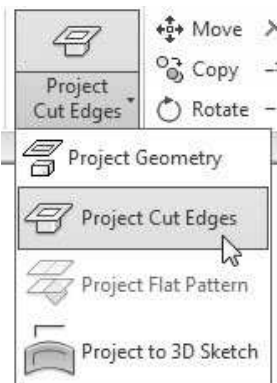 Project
Cut Edges
Move
Copy
Rotate
Project Geometry
Project Cut Edges
Project Flat Pattern
Project to 3D Sketch